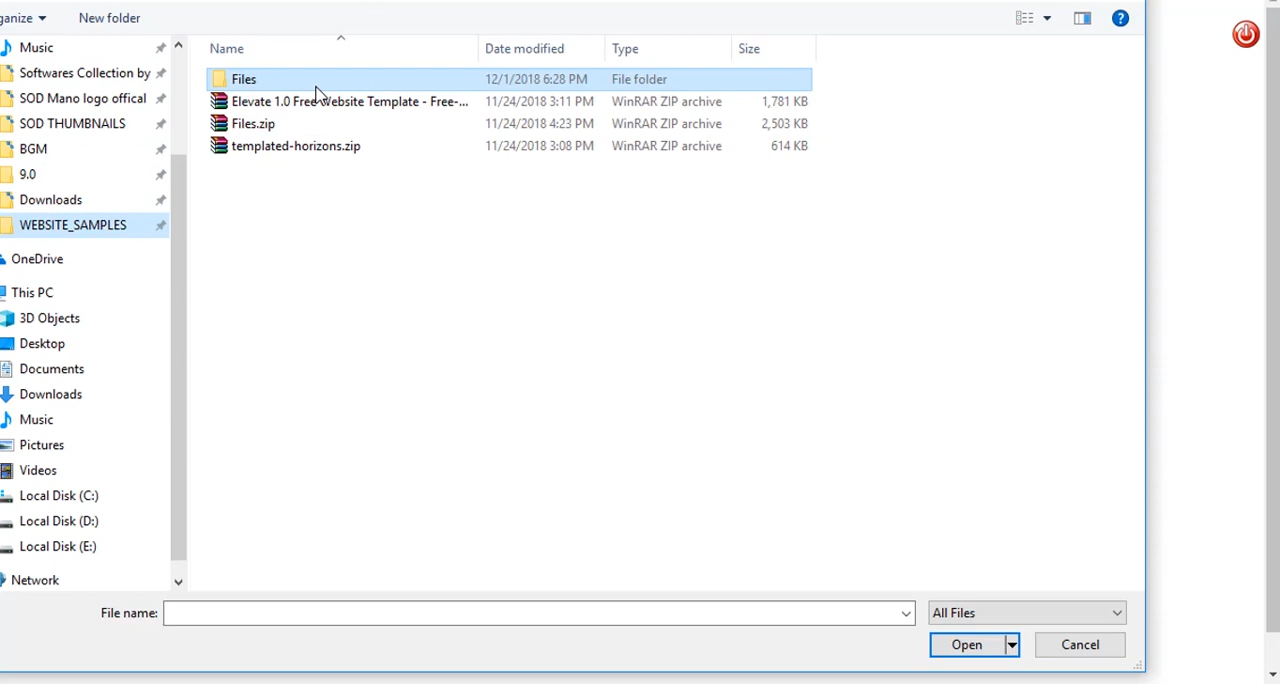 ganize
New folder
Music
Softwares Collection by
SOD Mano logo offical
SOD THUMBNAILS
BGM
9.0
Downloads
WEBSITE_SAMPLES
OneDrive
This PC
3D Objects
Desktop
Documents
Downloads
Music
Pictures
Videos
Local Disk (C:)
Local Disk (D:)
Local Disk (E:)
Network
Name Date modified Type Size
Files 12/1/2018 6:28 PM File folder
Elevate 1.0 Free Website Template - Free-... 11/24/2018 3:11 PM WinRAR ZIP archive 1,781 KB
Files.zip 11/24/2018 4:23 PM WinRAR ZIP archive 2,503 KB
templated-horizons.zip 11/24/2018 3:08 PM WinRAR ZIP archive 614 KB
File name: All Files
Open Cancel